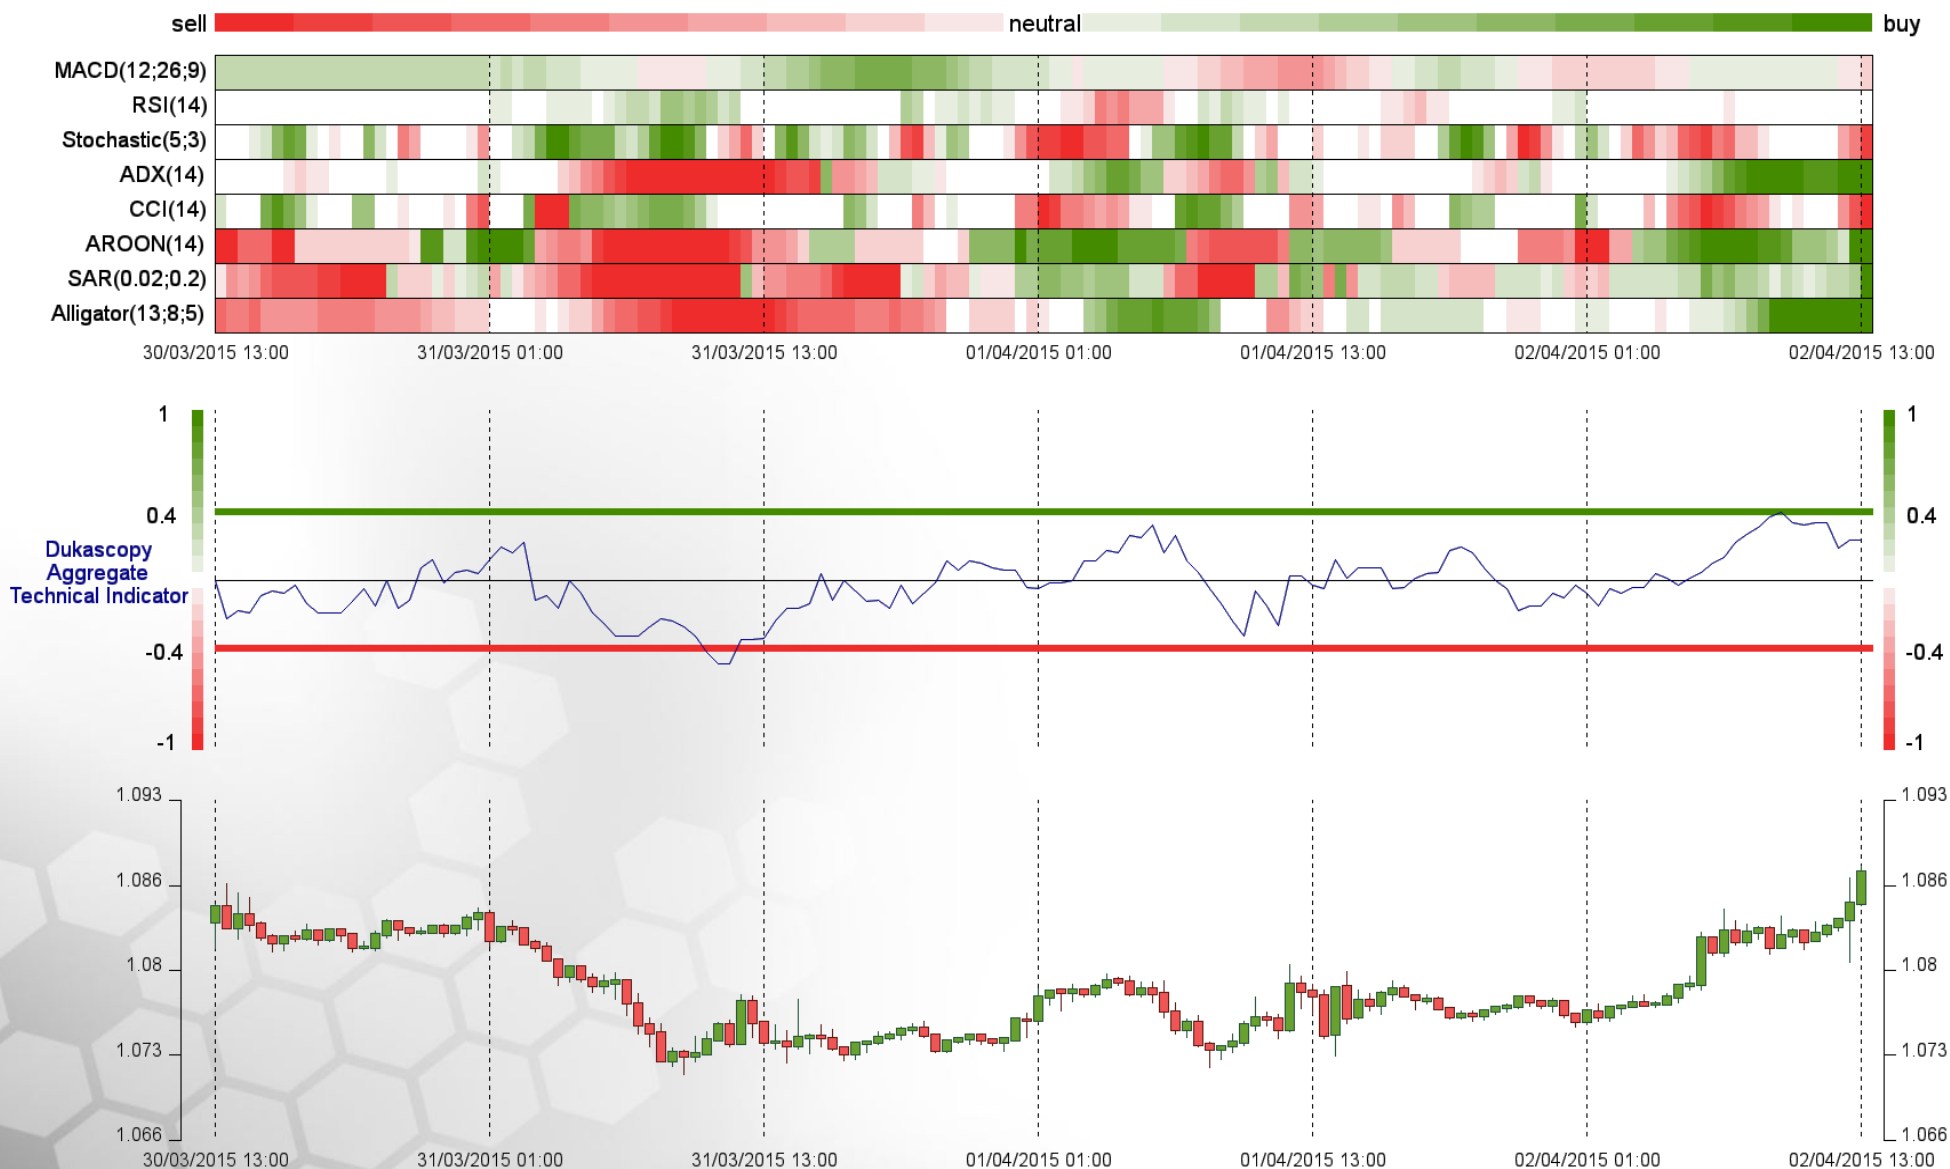 sell neutral buy
MACD(12;26;9)
RSI(14)
Stochastic(5;3)
ADX(14)
CCI(14)
AROON(14)
SAR(0.02;0.2)
Alligator(13;8;5)
30/03/2015 13:00 31/03/2015 01:00 31/03/2015 13:00 01/04/2015 01:00 01/04/2015 13:00 02/04/2015 01:00 02/04/2015 13:00
1 1
0.4 0.4
Dukascopy
Aggregate
Technical Indicator
-0.4 -0.4
-1 -1
1.093 1.093
1.086 1.086
1.08 1.08
1.073 1.073
1.066 1.066
30/03/2015 13:00 31/03/2015 01:00 31/03/2015 13:00 01/04/2015 01:00 01/04/2015 13:00 02/04/2015 01:00 02/04/2015 13:00